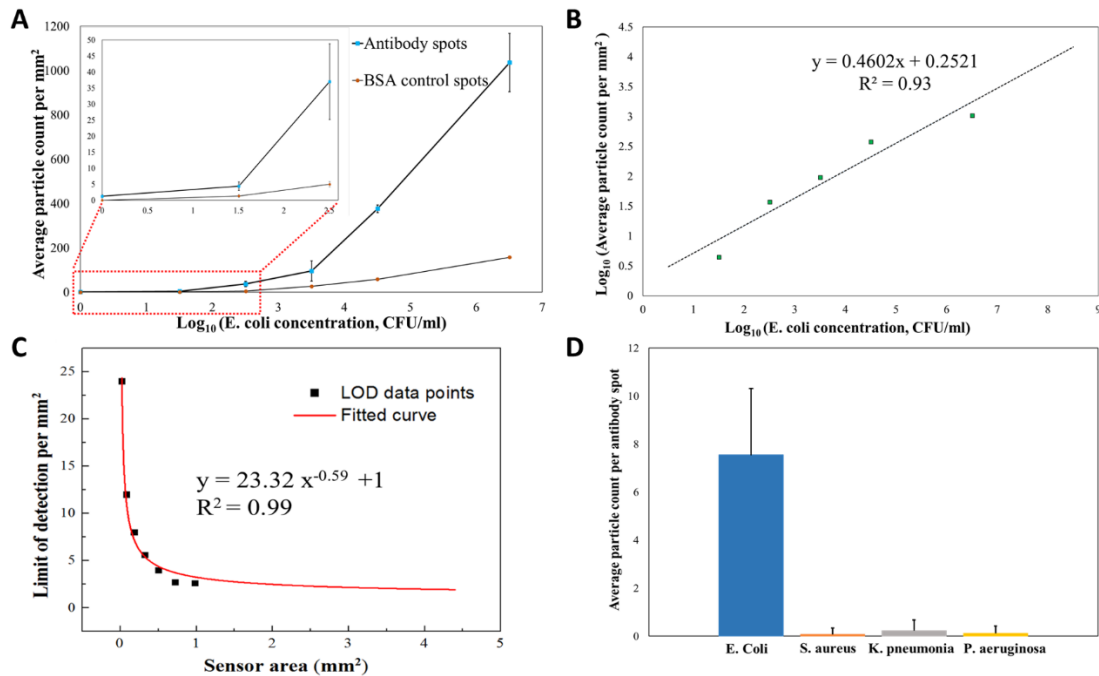 A
Average particle count per mm²
1200
1000
800
600
400
200
0
0 1 2 3 4 5 6 7
Log₁₀ (E. coli concentration, CFU/ml)
50
45
40
35
30
25
20
15
10
5
0
0 0.5 1 1.5 2 2.5
Antibody spots
BSA control spots
B
Log₁₀ (Average particle count per mm² )
4.5
4
3.5
3
2.5
2
1.5
1
0.5
0
0 1 2 3 4 5 6 7 8 9
Log₁₀ (E. coli concentration, CFU/ml)
y = 0.4602x + 0.2521
R² = 0.93
C
Limit of detection per mm²
25
20
15
10
5
0
0 1 2 3 4 5
Sensor area (mm²)
LOD data points
Fitted curve
y = 23.32 x⁻⁰·⁵⁹ +1
R² = 0.99
D
Average particle count per antibody spot
12
10
8
6
4
2
0
E. Coli S. aureus K. pneumonia P. aeruginosa